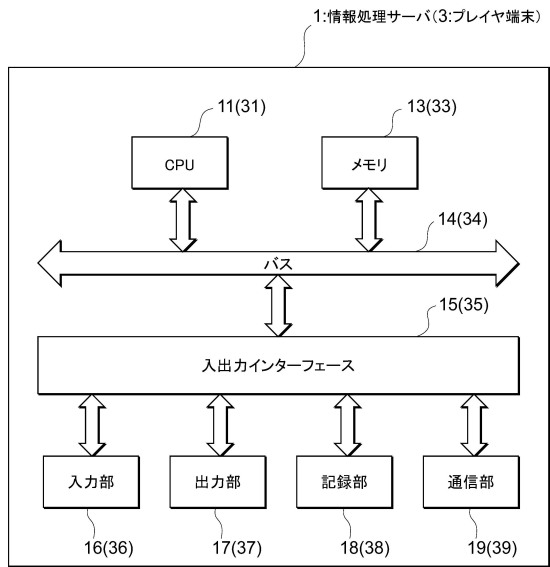 1:情報処理サーバ(3:プレイヤ端末)
11(31)
13(33)
CPU
メモリ
14(34)
バス
15(35)
入出力インターフェース
入力部
出力部
記録部
通信部
16(36)
17(37)
18(38)
19(39)